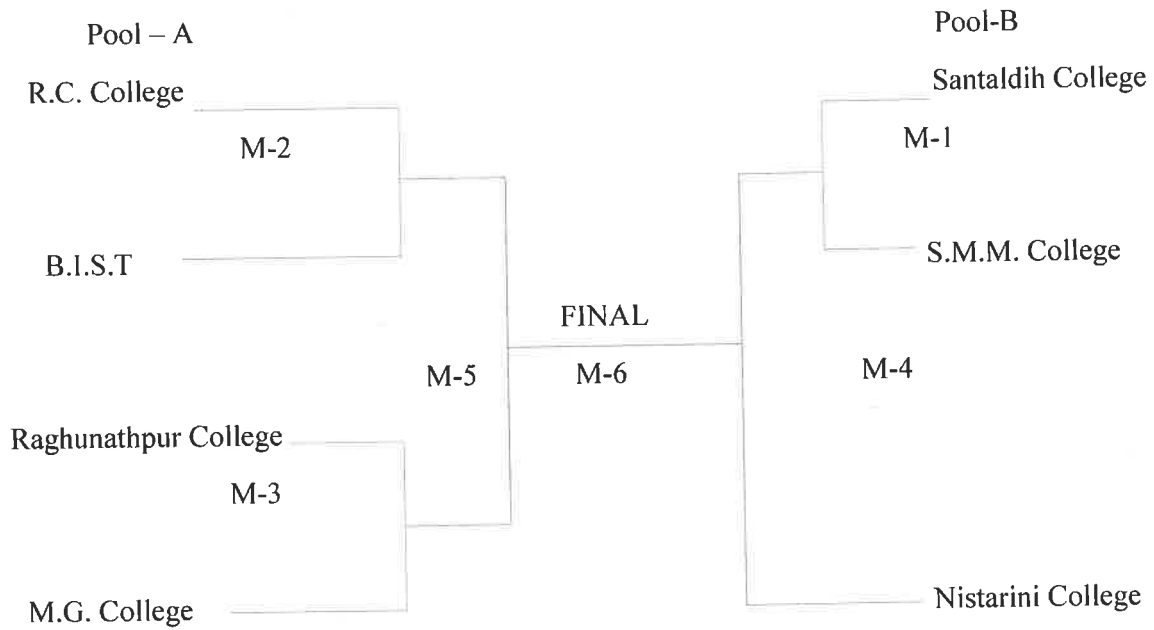 Pool – A
Pool-B
R.C. College
Santaldih College
M-2
M-1
B.I.S.T
S.M.M. College
FINAL
M-5
M-6
M-4
Raghunathpur College
M-3
M.G. College
Nistarini College